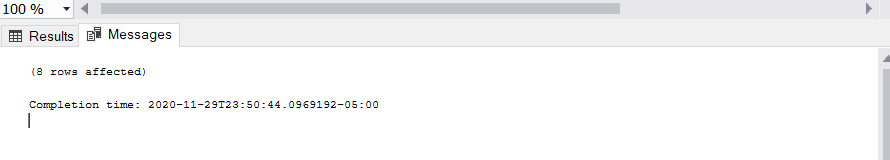 100 %
Results Messages
(8 rows affected)
Completion time: 2020-11-29T23:50:44.0969192-05:00